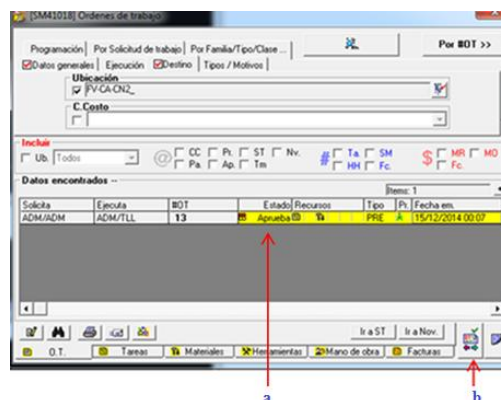 [SM41018] Ordenes de trabajo
Programación Por Solicitud de trabajo Por Familia/Tipo/Clase ... Por #OT >>
Datos generales Ejecución Destino Tipos / Motivos
Ubicación
FV-CA-CN2_
C.Costo
Incluir
Ub. Todos @ CC Pr. ST Nv. # Ta. SM $ MR MO
Pa. Ap. Tm HH Fc. Fc.
Datos encontrados --
Items: 1
Solicita Ejecuta #OT Estado Recursos Tipo Pr. Fecha em.
ADM/ADM ADM/TLL 13 Aprueba PRE 15/12/2014 00:07
Ir a ST Ir a Nov.
O.T. Tareas Materiales Herramientas Mano de obra Facturas
a b